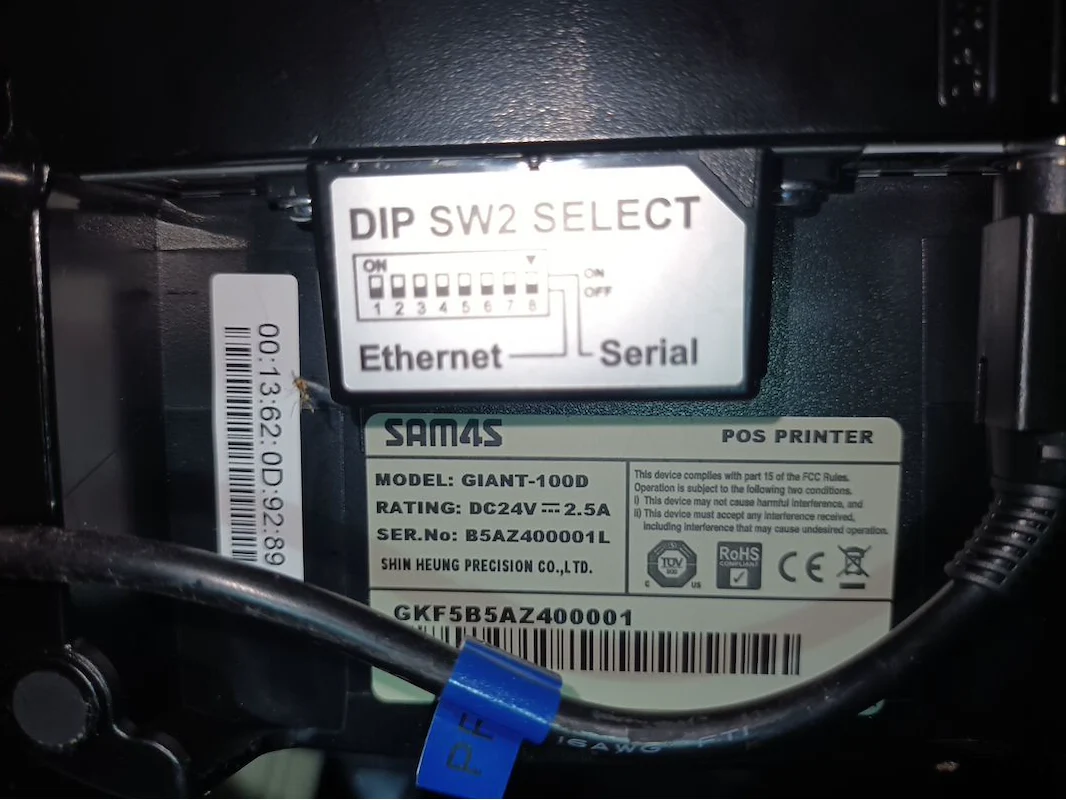 DIP SW2 SELECT
ON
1 2 3 4 5 6 7 8
ON
OFF
Ethernet
Serial
00:13:62:0D:92:89
SAM4S
POS PRINTER
MODEL: GIANT-100D
RATING: DC24V ⎓ 2.5A
SER.No: B5AZ400001L
SHIN HEUNG PRECISION CO.,LTD.
This device complies with part 15 of the FCC Rules.
Operation is subject to the following two conditions.
i) This device may not cause harmful interference, and
ii) This device must accept any interference received,
including interference that may cause undesired operation.
TÜV
C US
RoHS
COMPLIANT
CE
GKF5B5AZ400001
16AWG